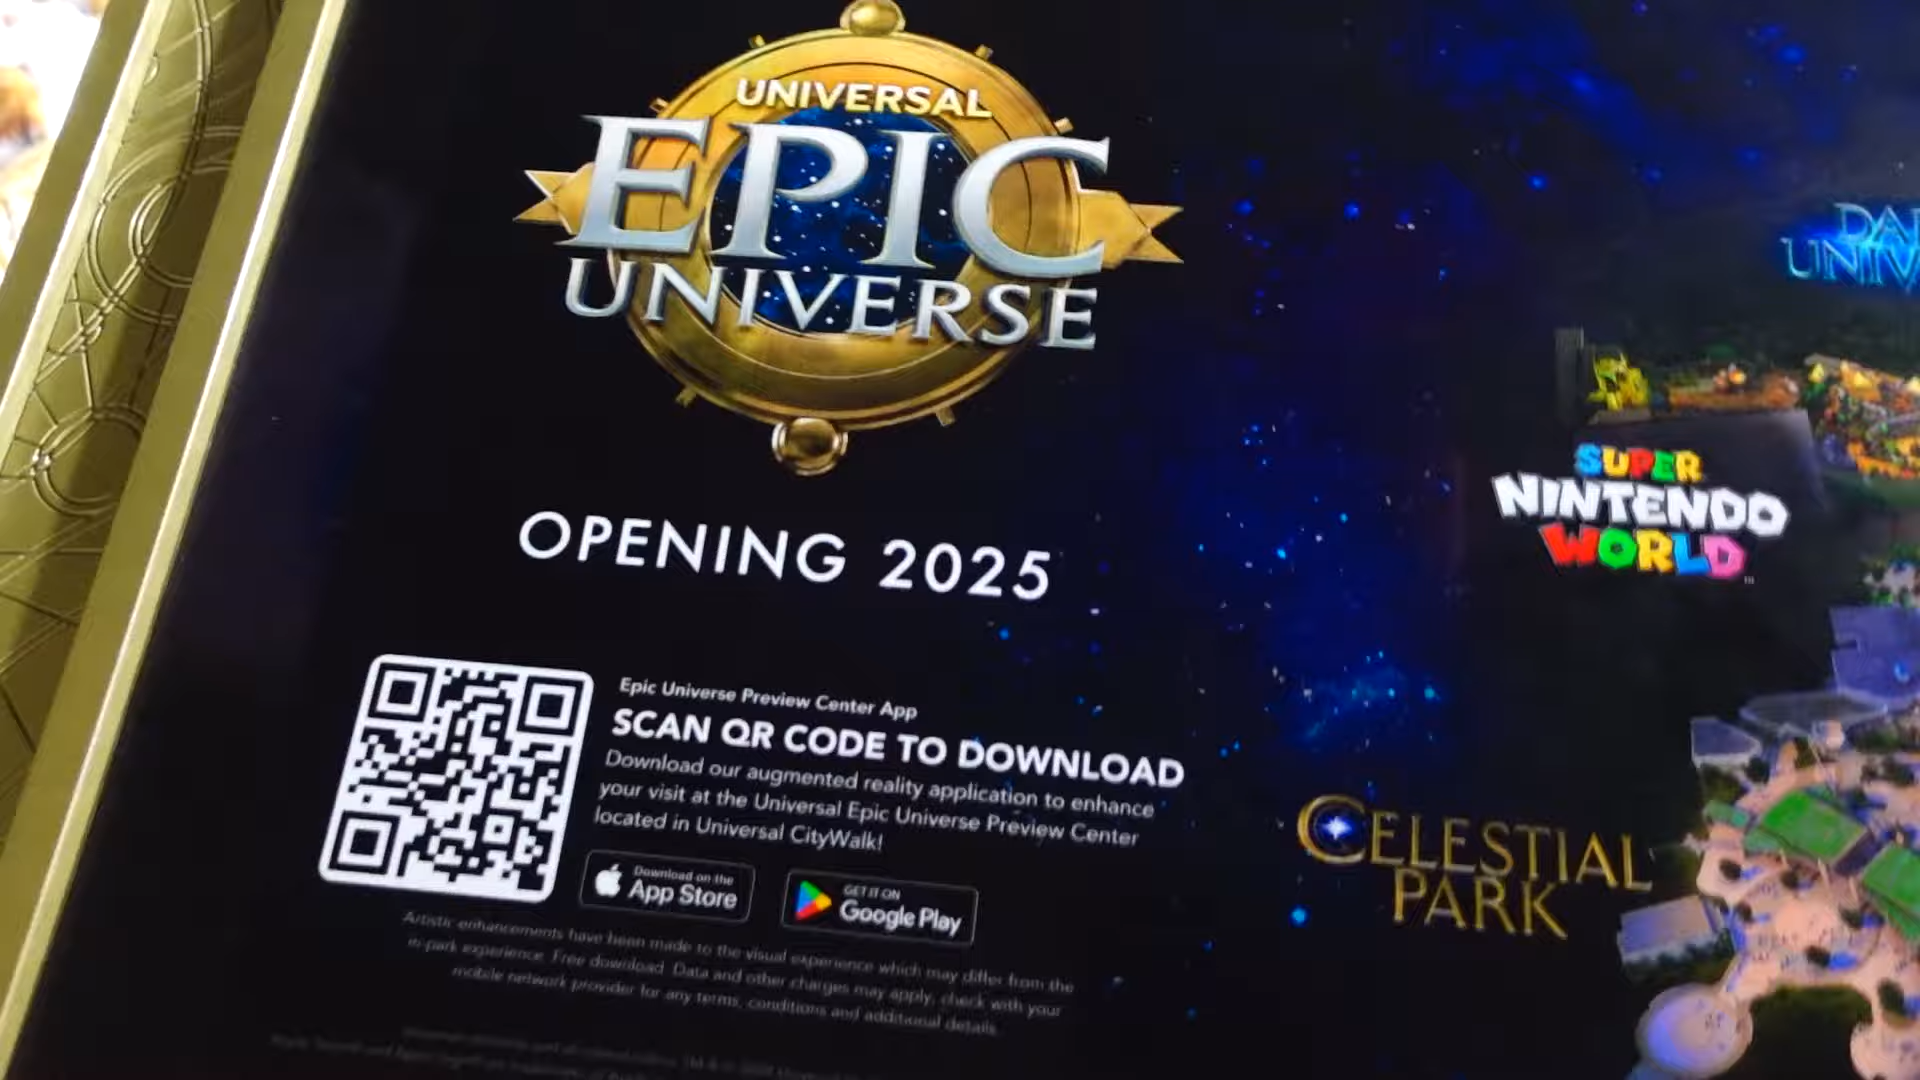 UNIVERSAL
EPIC
UNIVERSE
OPENING 2025
Epic Universe Preview Center App
SCAN QR CODE TO DOWNLOAD
Download our augmented reality application to enhance
your visit at the Universal Epic Universe Preview Center
located in Universal CityWalk!
Download on the
App Store
GET IT ON
Google Play
Artistic enhancements have been made to the visual experience which may differ from the
in-park experience. Free download. Data and other charges may apply, check with your
mobile network provider for any terms, conditions and additional details.
SUPER
NINTENDO
WORLD
™
CELESTIAL
PARK